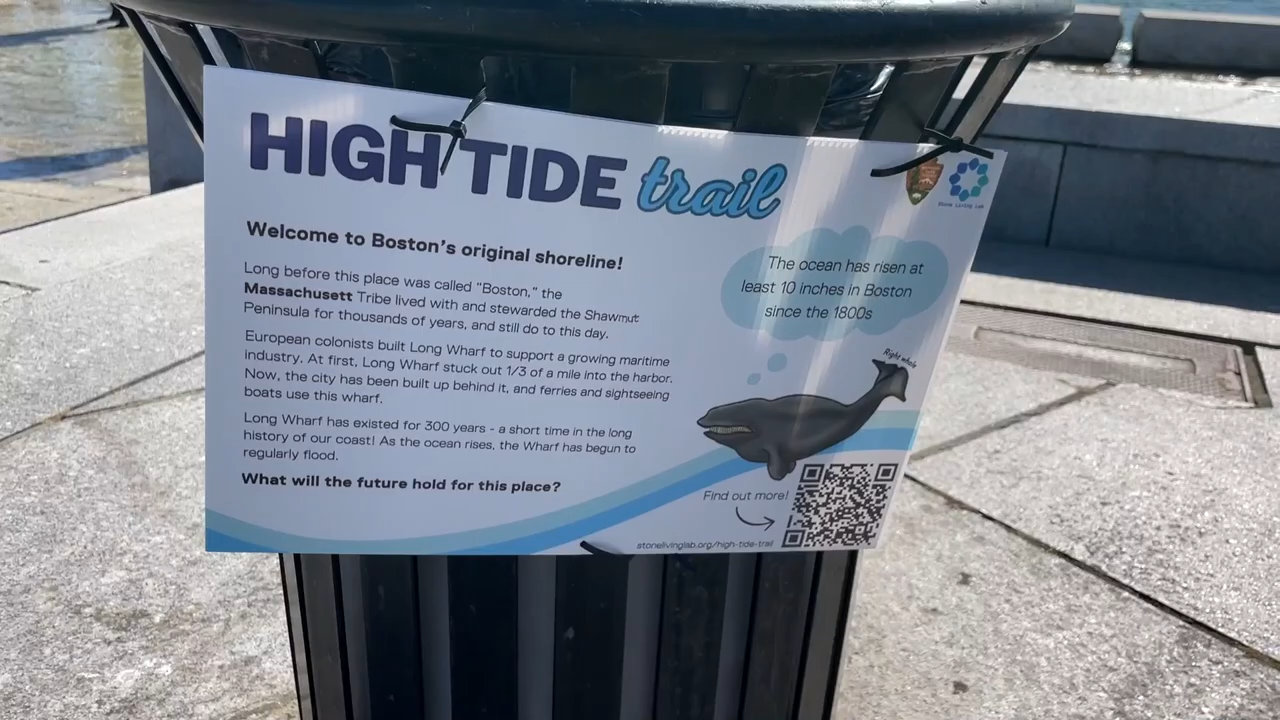 HIGH TIDE trail
Welcome to Boston's original shoreline!
Long before this place was called "Boston," the
Massachusett Tribe lived with and stewarded the Shawmut
Peninsula for thousands of years, and still do to this day.
European colonists built Long Wharf to support a growing maritime
industry. At first, Long Wharf stuck out 1/3 of a mile into the harbor.
Now, the city has been built up behind it, and ferries and sightseeing
boats use this wharf.
Long Wharf has existed for 300 years - a short time in the long
history of our coast! As the ocean rises, the Wharf has begun to
regularly flood.
What will the future hold for this place?
Stone Living Lab
The ocean has risen at
least 10 inches in Boston
since the 1800s
Right whale
Find out more!
stonelivinglab.org/high-tide-trail